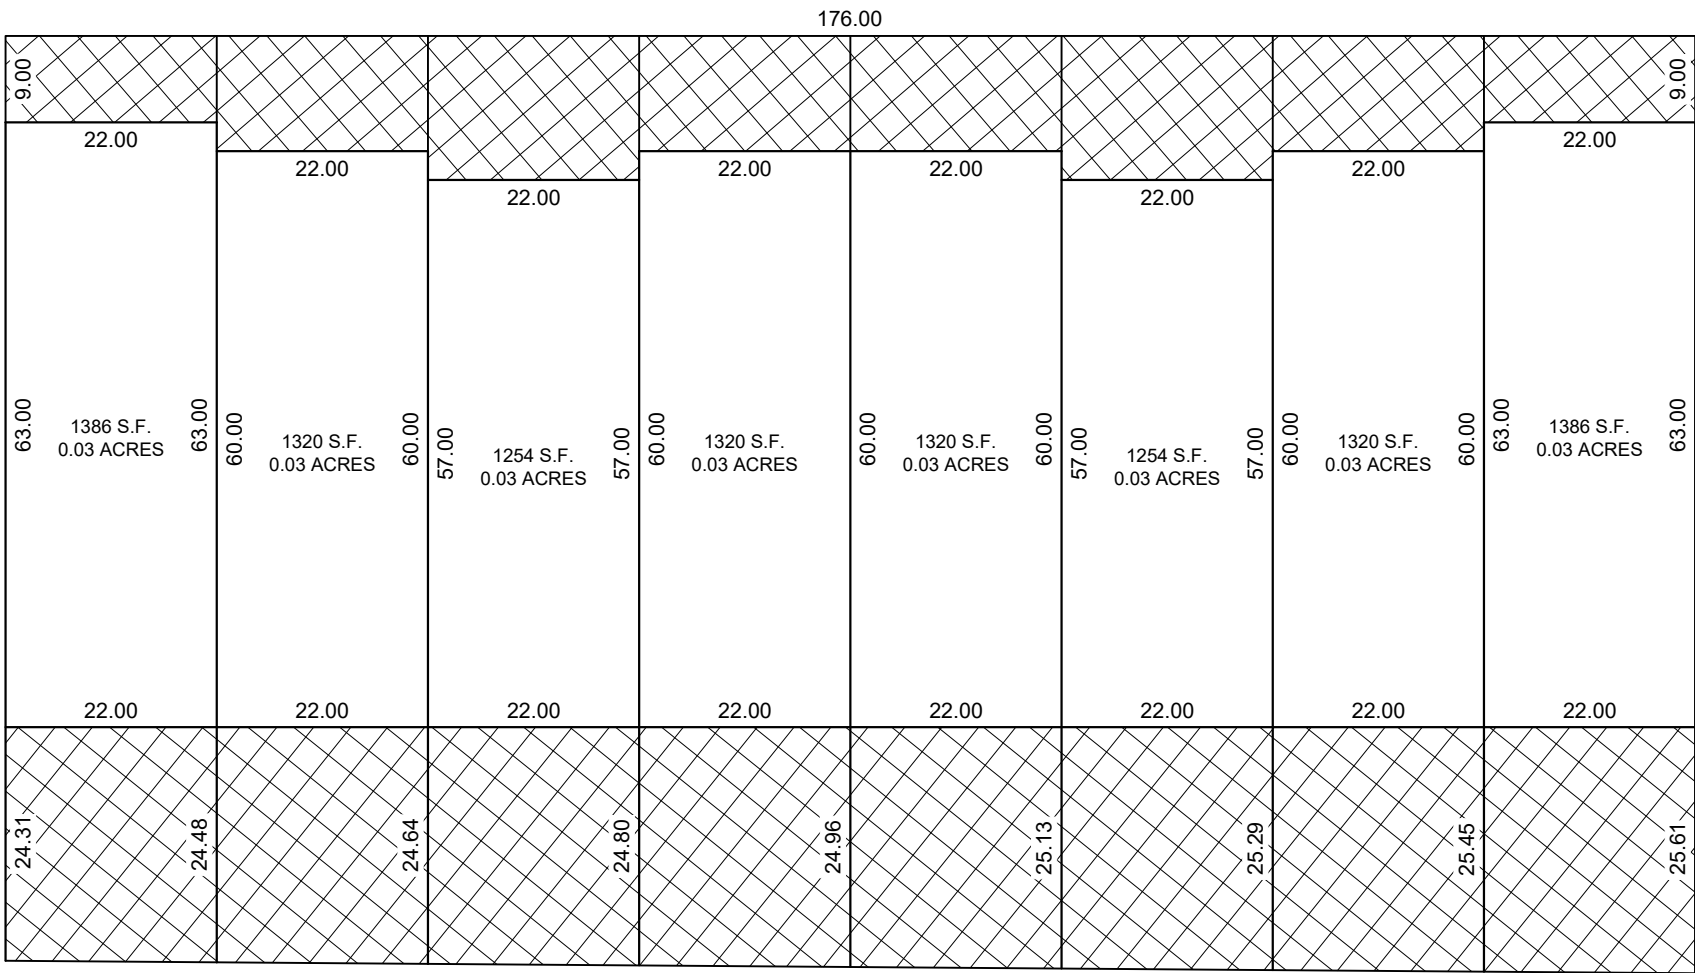 176.00
9.00
9.00
22.00
22.00
22.00
22.00
22.00
22.00
22.00
22.00
63.00
1386 S.F.
0.03 ACRES
63.00
60.00
1320 S.F.
0.03 ACRES
60.00
57.00
1254 S.F.
0.03 ACRES
57.00
60.00
1320 S.F.
0.03 ACRES
60.00
1320 S.F.
0.03 ACRES
60.00
57.00
1254 S.F.
0.03 ACRES
57.00
60.00
1320 S.F.
0.03 ACRES
60.00
63.00
1386 S.F.
0.03 ACRES
63.00
22.00
22.00
22.00
22.00
22.00
22.00
22.00
22.00
24.31
24.48
24.64
24.80
24.96
25.13
25.29
25.45
25.61